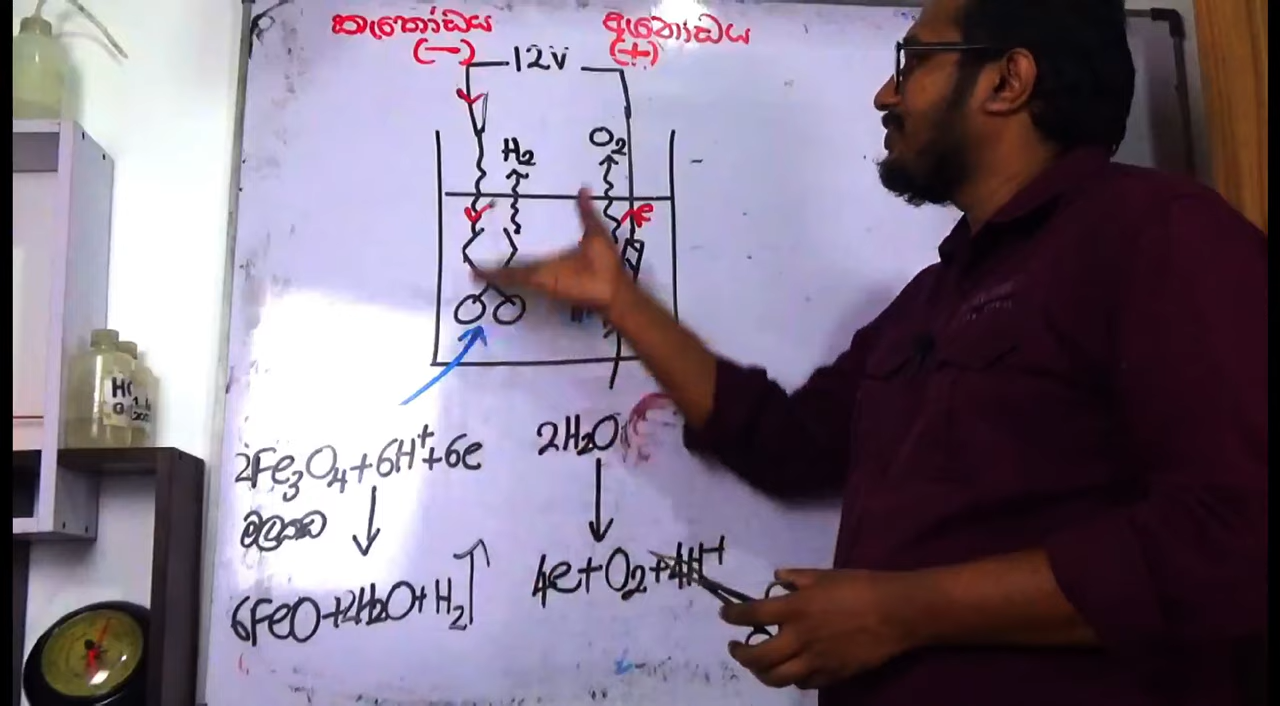 කැතෝඩය ඇනෝඩය
(−) 12V (+)
H₂ O₂
e
2Fe₃O₄+6H⁺+6e 2H₂O
මලකඩ
6FeO+2H₂O+H₂↑ 4e+O₂+4H⁺